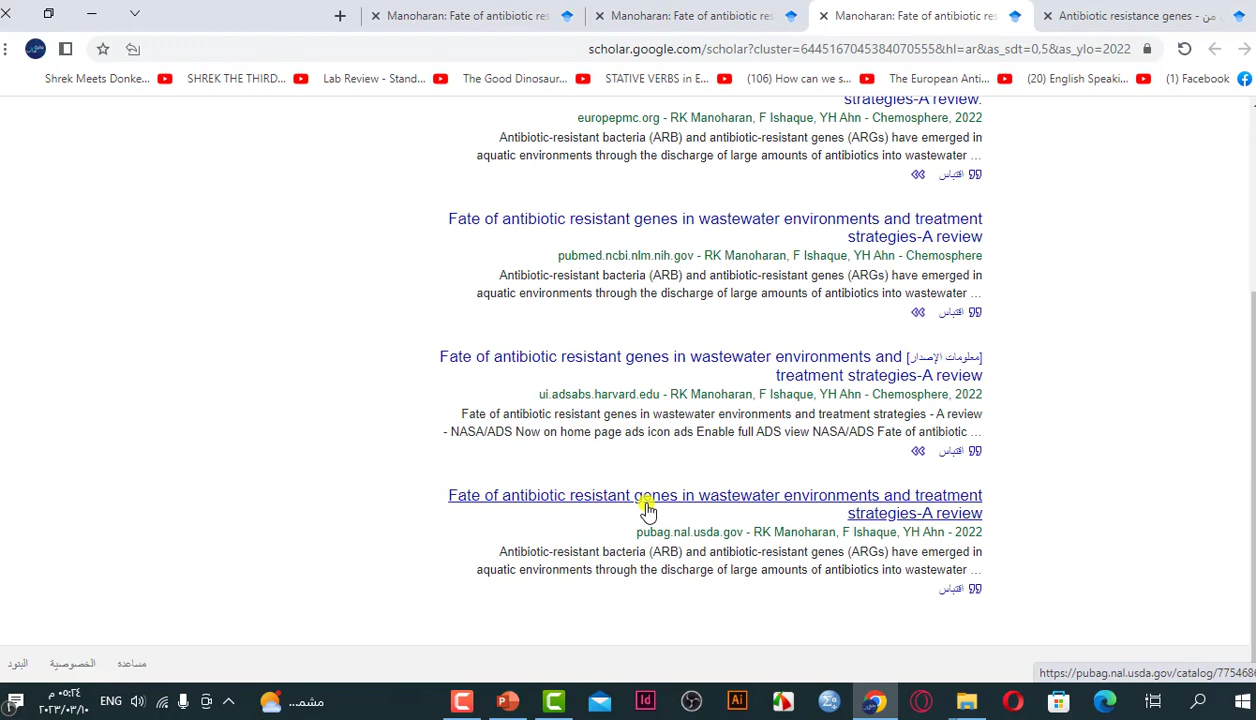 Manoharan: Fate of antibiotic res
Manoharan: Fate of antibiotic res
Manoharan: Fate of antibiotic res
Antibiotic resistance genes - من
scholar.google.com/scholar?cluster=6445167045384070555&hl=ar&as_sdt=0,5&as_ylo=2022
Shrek Meets Donke...
SHREK THE THIRD...
Lab Review - Stand...
The Good Dinosaur...
STATIVE VERBS in E...
(106) How can we s...
The European Anti...
(20) English Speaki...
(1) Facebook
strategies-A review.
europepmc.org - RK Manoharan, F Ishaque, YH Ahn - Chemosphere, 2022
Antibiotic-resistant bacteria (ARB) and antibiotic-resistant genes (ARGs) have emerged in
aquatic environments through the discharge of large amounts of antibiotics into wastewater ...
اقتباس
Fate of antibiotic resistant genes in wastewater environments and treatment
strategies-A review
pubmed.ncbi.nlm.nih.gov - RK Manoharan, F Ishaque, YH Ahn - Chemosphere
Antibiotic-resistant bacteria (ARB) and antibiotic-resistant genes (ARGs) have emerged in
aquatic environments through the discharge of large amounts of antibiotics into wastewater ...
اقتباس
Fate of antibiotic resistant genes in wastewater environments and [معلومات الإصدار]
treatment strategies-A review
ui.adsabs.harvard.edu - RK Manoharan, F Ishaque, YH Ahn - Chemosphere, 2022
Fate of antibiotic resistant genes in wastewater environments and treatment strategies - A review
- NASA/ADS Now on home page ads icon ads Enable full ADS view NASA/ADS Fate of antibiotic ...
اقتباس
Fate of antibiotic resistant genes in wastewater environments and treatment
strategies-A review
pubag.nal.usda.gov - RK Manoharan, F Ishaque, YH Ahn - 2022
Antibiotic-resistant bacteria (ARB) and antibiotic-resistant genes (ARGs) have emerged in
aquatic environments through the discharge of large amounts of antibiotics into wastewater ...
اقتباس
مساعدة
الخصوصية
البنود
https://pubag.nal.usda.gov/catalog/775468
٠٥:٢٤ م
٢٠٢٣/٠٣/١٠
ENG
مشمـ...
Id
Ai